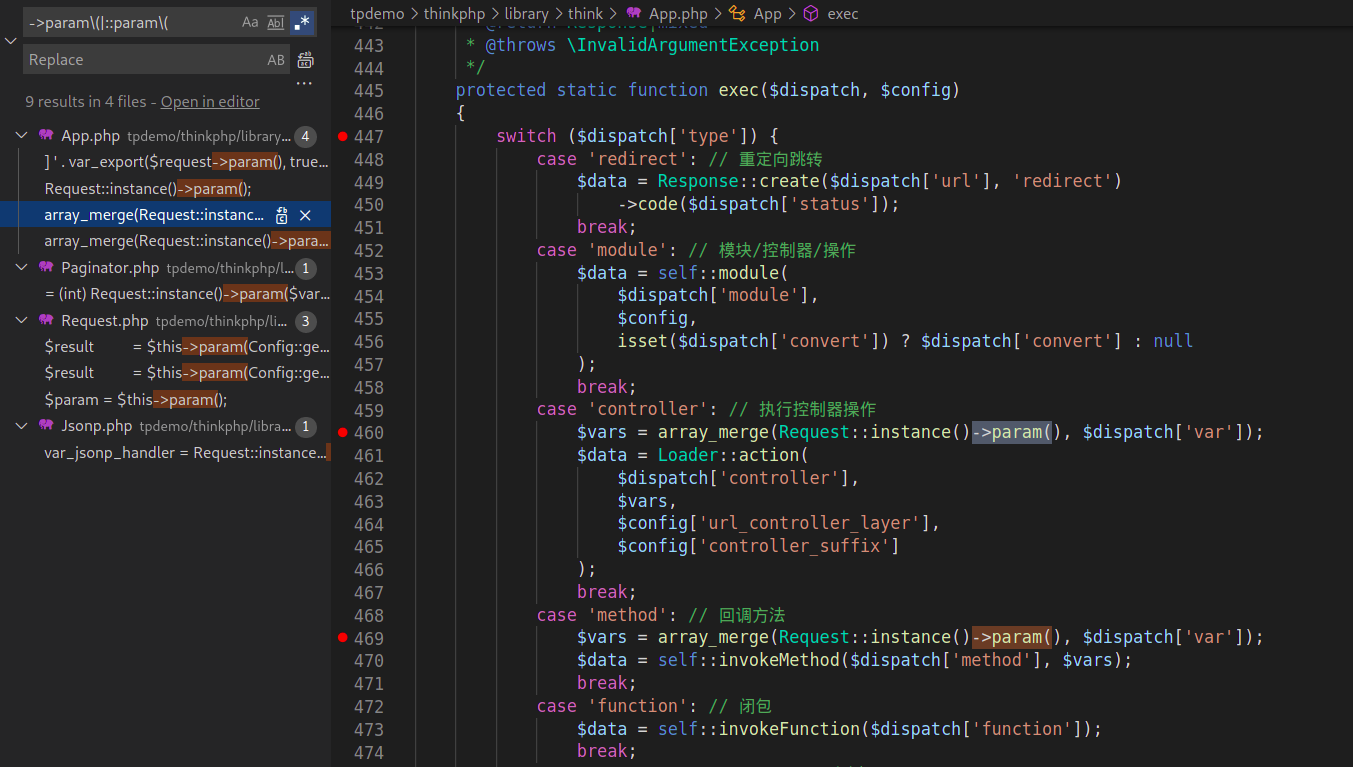 ->param\(|::param\(
Aa
ab
.*
Replace
AB
9 results in 4 files - Open in editor
App.php tpdemo/thinkphp/library... 4
]' . var_export($request->param(), true...
Request::instance()->param();
array_merge(Request::instanc...
array_merge(Request::instance()->para...
Paginator.php tpdemo/thinkphp/l... 1
= (int) Request::instance()->param($var...
Request.php tpdemo/thinkphp/li... 3
$result = $this->param(Config::ge...
$result = $this->param(Config::ge...
$param = $this->param();
Jsonp.php tpdemo/thinkphp/libra... 1
var_jsonp_handler = Request::instance...
tpdemo > thinkphp > library > think > App.php > App > exec
443 * @throws \InvalidArgumentException
444 */
445 protected static function exec($dispatch, $config)
446 {
447 switch ($dispatch['type']) {
448 case 'redirect': // 重定向跳转
449 $data = Response::create($dispatch['url'], 'redirect')
450 ->code($dispatch['status']);
451 break;
452 case 'module': // 模块/控制器/操作
453 $data = self::module(
454 $dispatch['module'],
455 $config,
456 isset($dispatch['convert']) ? $dispatch['convert'] : null
457 );
458 break;
459 case 'controller': // 执行控制器操作
460 $vars = array_merge(Request::instance()->param(), $dispatch['var']);
461 $data = Loader::action(
462 $dispatch['controller'],
463 $vars,
464 $config['url_controller_layer'],
465 $config['controller_suffix']
466 );
467 break;
468 case 'method': // 回调方法
469 $vars = array_merge(Request::instance()->param(), $dispatch['var']);
470 $data = self::invokeMethod($dispatch['method'], $vars);
471 break;
472 case 'function': // 闭包
473 $data = self::invokeFunction($dispatch['function']);
474 break;